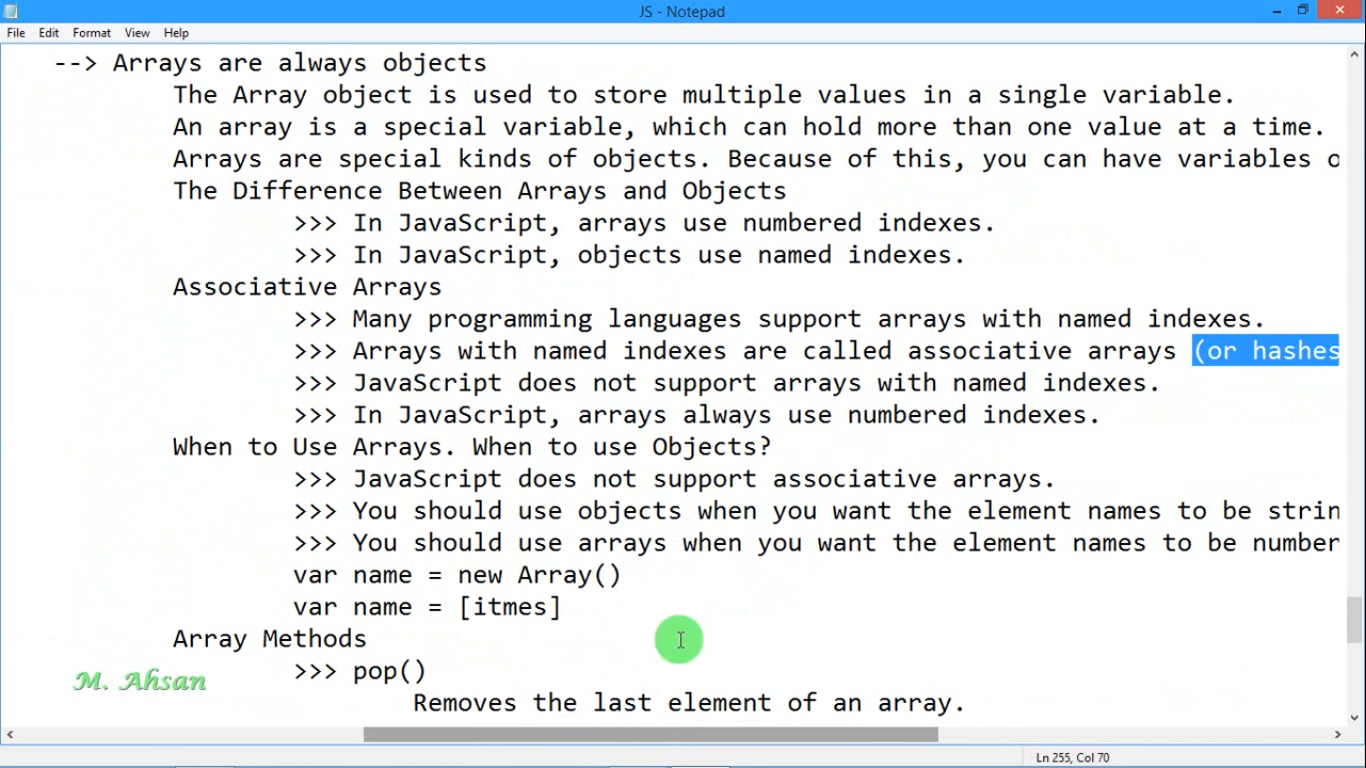 JS - Notepad
File Edit Format View Help
--> Arrays are always objects
The Array object is used to store multiple values in a single variable.
An array is a special variable, which can hold more than one value at a time.
Arrays are special kinds of objects. Because of this, you can have variables o
The Difference Between Arrays and Objects
>>> In JavaScript, arrays use numbered indexes.
>>> In JavaScript, objects use named indexes.
Associative Arrays
>>> Many programming languages support arrays with named indexes.
>>> Arrays with named indexes are called associative arrays (or hashes
>>> JavaScript does not support arrays with named indexes.
>>> In JavaScript, arrays always use numbered indexes.
When to Use Arrays. When to use Objects?
>>> JavaScript does not support associative arrays.
>>> You should use objects when you want the element names to be strin
>>> You should use arrays when you want the element names to be number
var name = new Array()
var name = [itmes]
Array Methods
>>> pop()
Removes the last element of an array.
M. Ahsan
Ln 255, Col 70